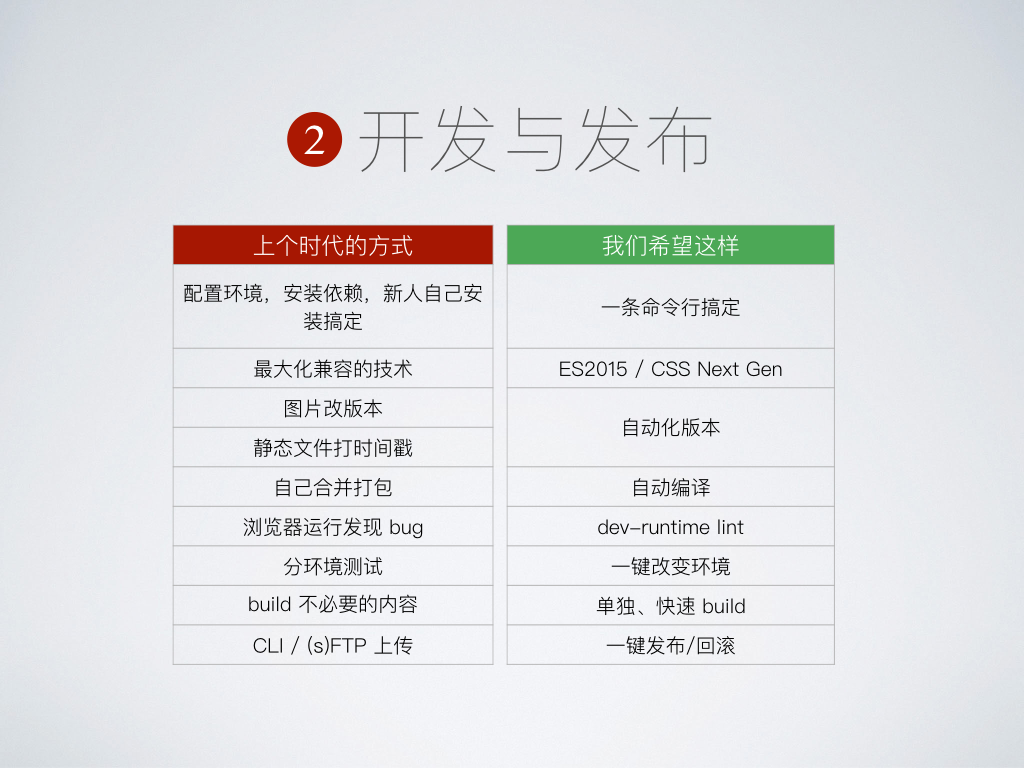 2 开发与发布
上个时代的方式
我们希望这样
配置环境，安装依赖，新人自己安
装搞定
一条命令行搞定
最大化兼容的技术
ES2015 / CSS Next Gen
图片改版本
自动化版本
静态文件打时间戳
自己合并打包
自动编译
浏览器运行发现 bug
dev-runtime lint
分环境测试
一键改变环境
build 不必要的内容
单独、快速 build
CLI / (s)FTP 上传
一键发布/回滚